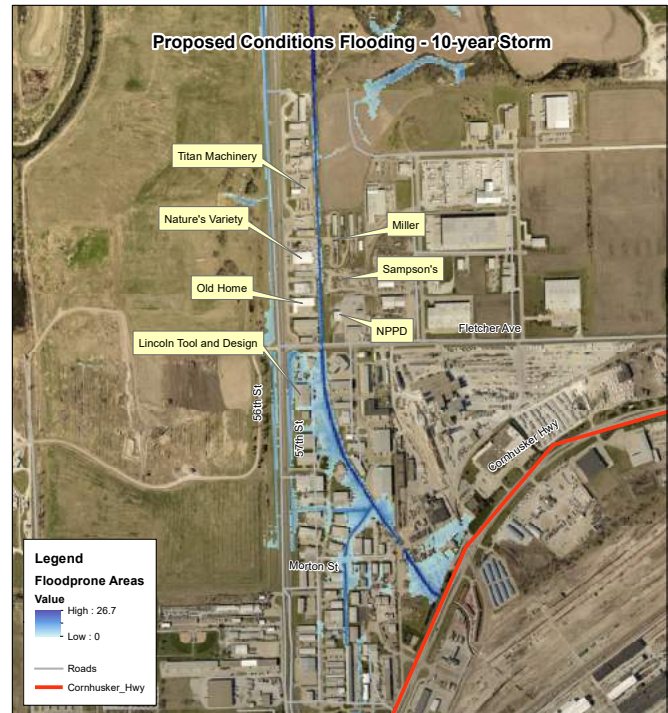 Proposed Conditions Flooding - 10-year Storm
Titan Machinery
Nature's Variety
Miller
Sampson's
Old Home
NPPD
Fletcher Ave
Lincoln Tool and Design
56th St
57th St
Cornhusker Hwy
Morton St
Legend
Floodprone Areas
Value
High : 26.7
Low : 0
Roads
Cornhusker_Hwy